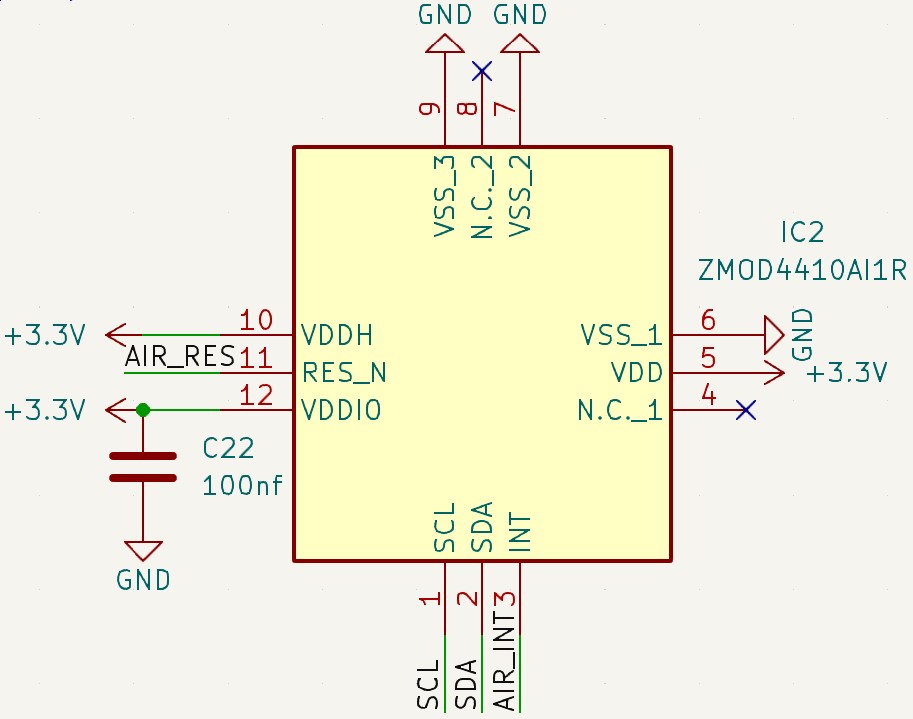 GND GND
9 8 7
VSS_3 N.C._2 VSS_2
IC2
ZMOD4410AI1R
+3.3V 10 VDDH VSS_1 6 GND
AIR_RES 11 RES_N VDD 5 +3.3V
+3.3V 12 VDDIO N.C._1 4
C22
100nf
GND
SCL SDA INT
1 2 3
SCL SDA AIR_INT